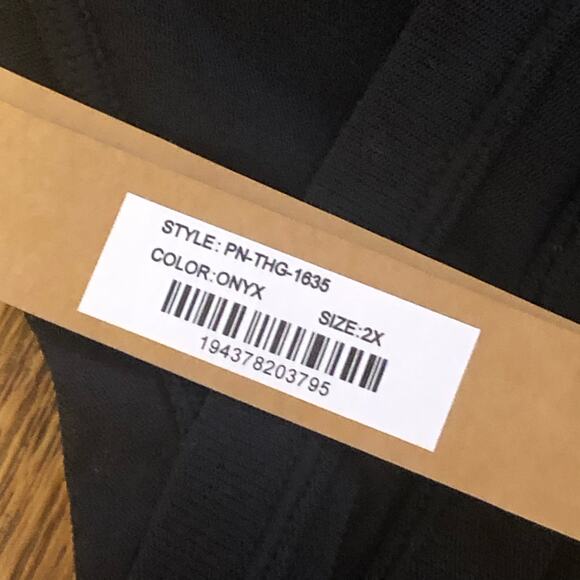 STYLE: PN-THG-1635
COLOR:ONYX
SIZE:2X
194378203795